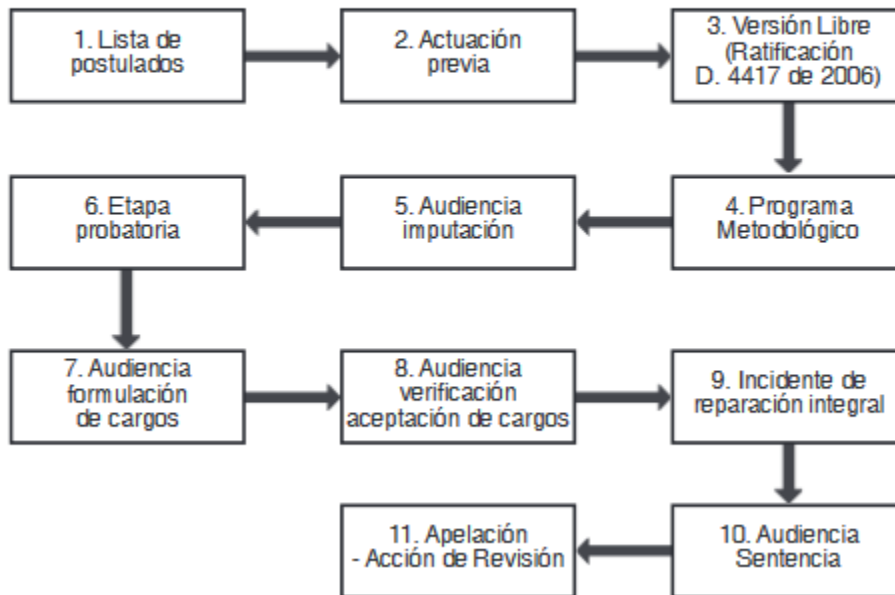 1. Lista de
postulados
2. Actuación
previa
3. Versión Libre
(Ratificación
D. 4417 de 2006)
4. Programa
Metodológico
5. Audiencia
imputación
6. Etapa
probatoria
7. Audiencia
formulación
de cargos
8. Audiencia
verificación
aceptación de cargos
9. Incidente de
reparación integral
10. Audiencia
Sentencia
11. Apelación
- Acción de Revisión